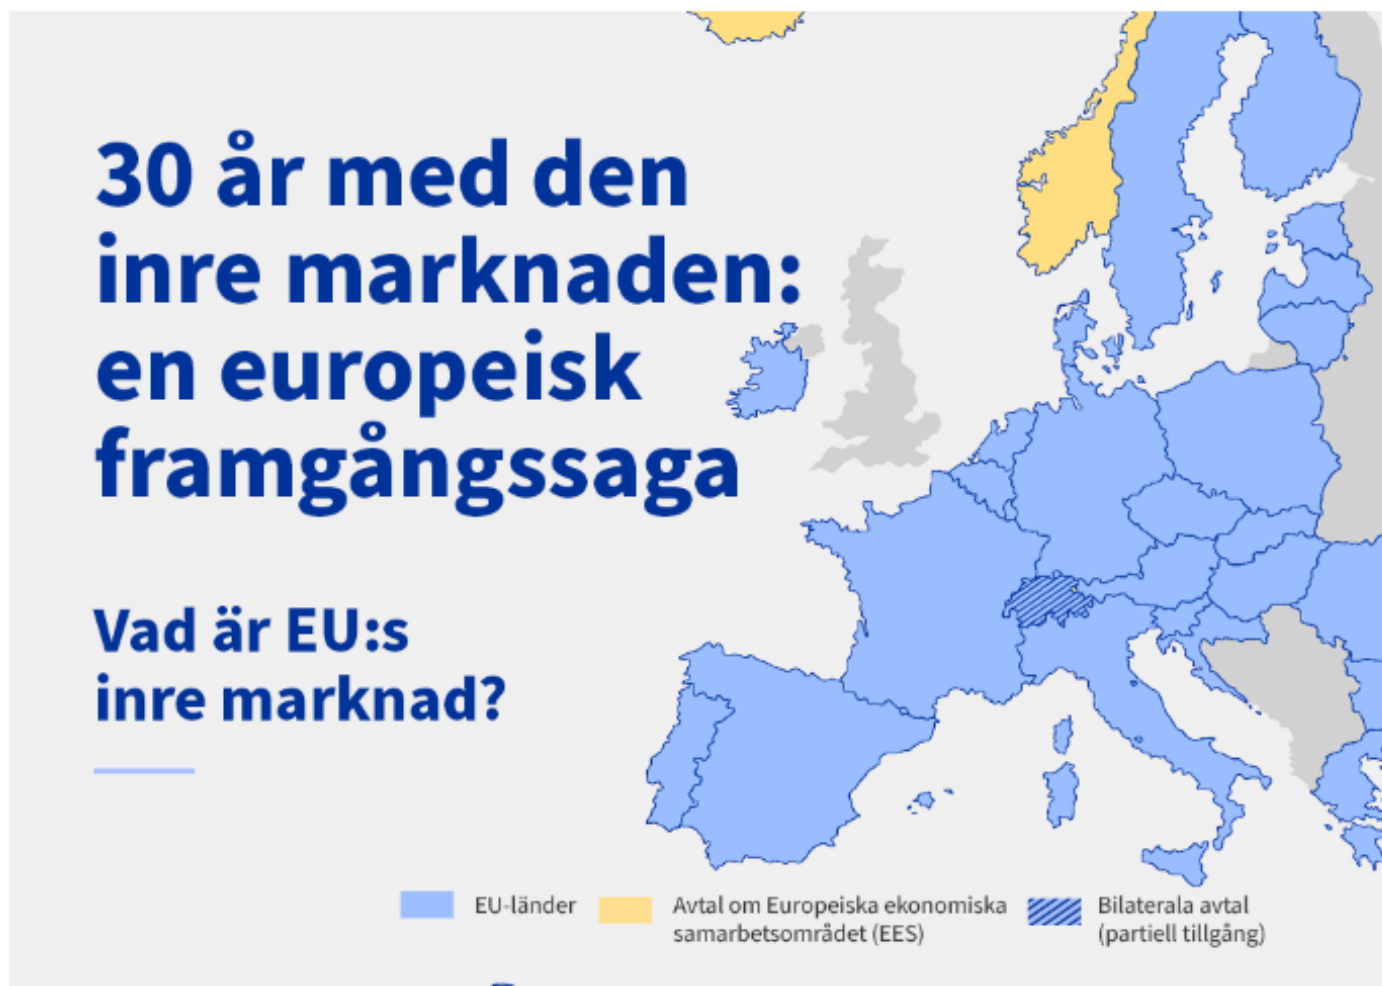 30 år med den
inre marknaden:
en europeisk
framgångssaga
Vad är EU:s
inre marknad?
EU-länder
Avtal om Europeiska ekonomiska
samarbetsområdet (EES)
Bilaterala avtal
(partiell tillgång)